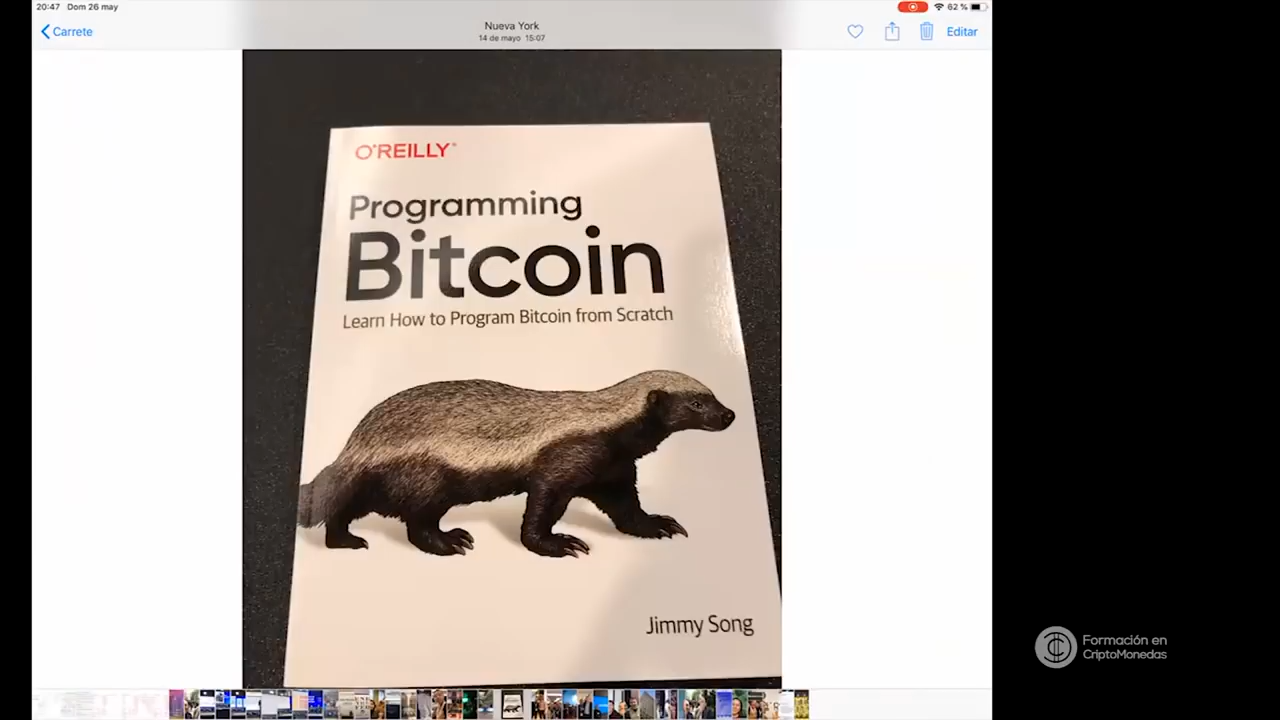 20:47 Dom 26 may
62 %
Carrete
Nueva York
14 de mayo 15:07
Editar
O'REILLY®
Programming
Bitcoin
Learn How to Program Bitcoin from Scratch
Jimmy Song
Formación en
CriptoMonedas